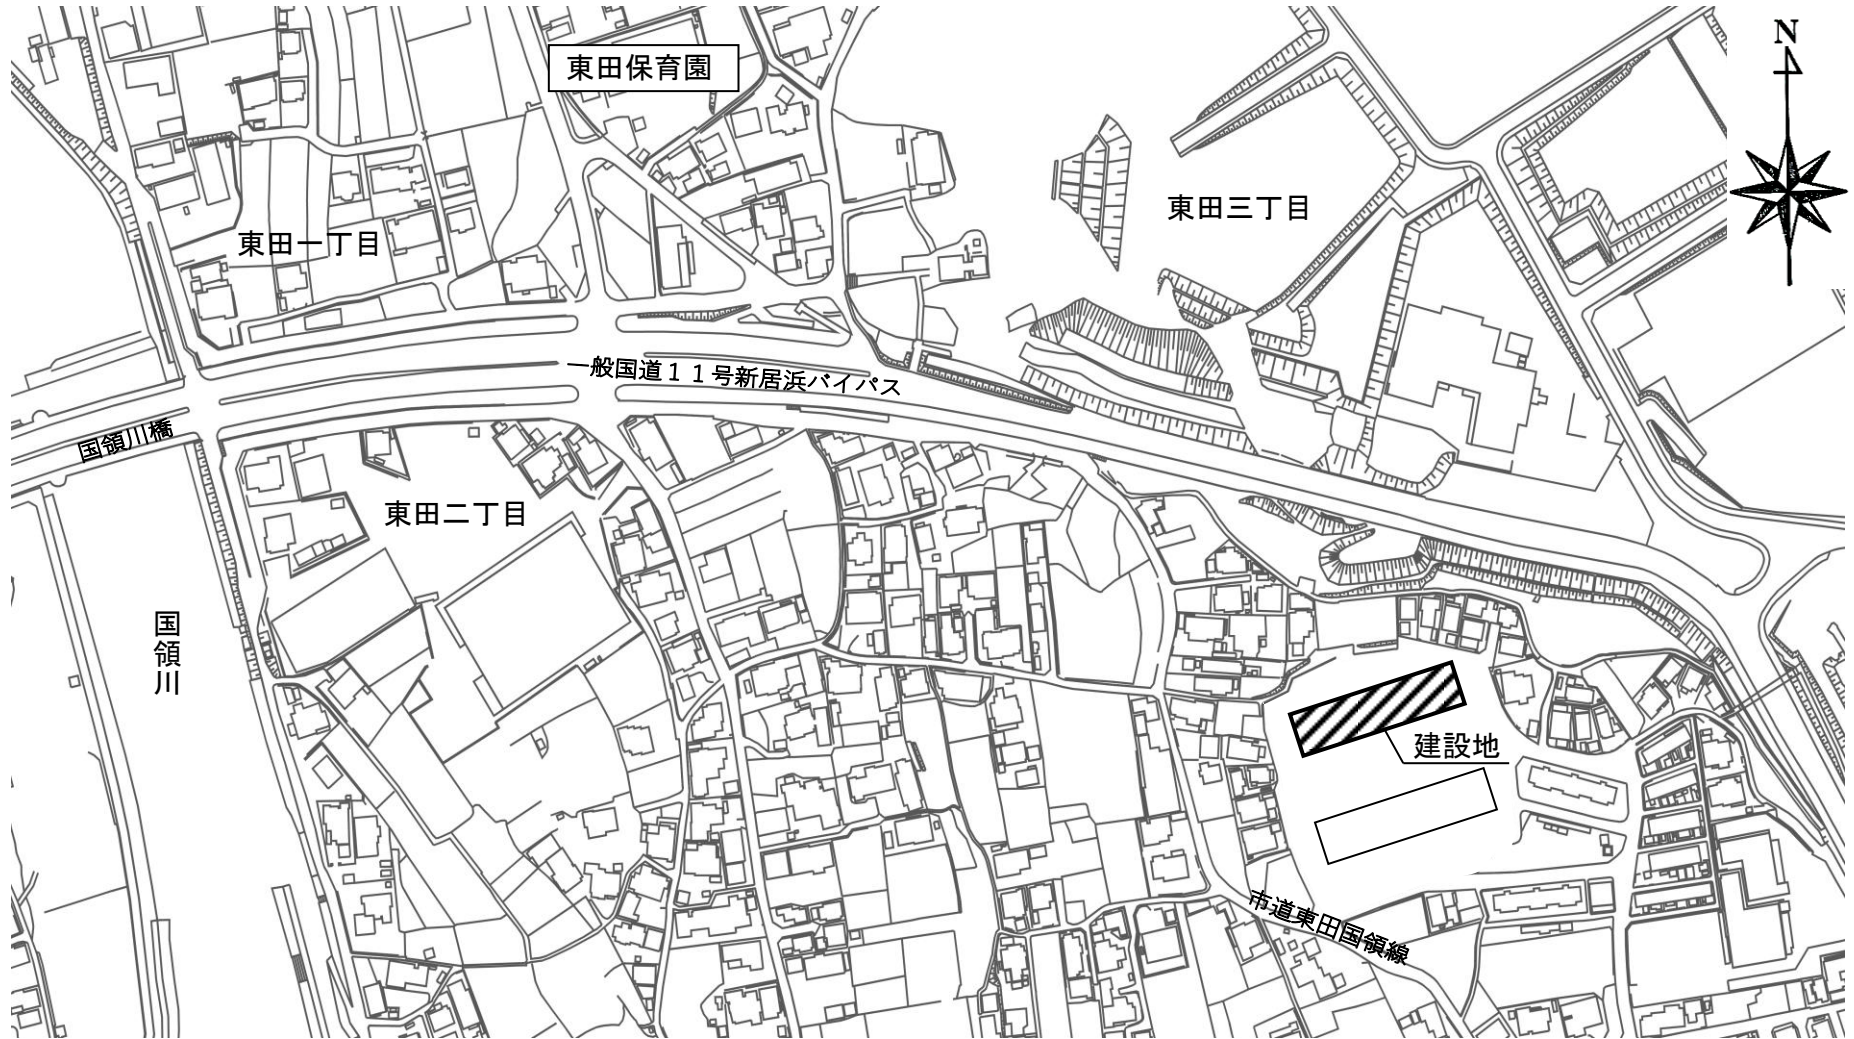 N
東田保育園
東田三丁目
東田一丁目
一般国道11号新居浜バイパス
国領川橋
東田二丁目
国領川
建設地
市道東田国領線